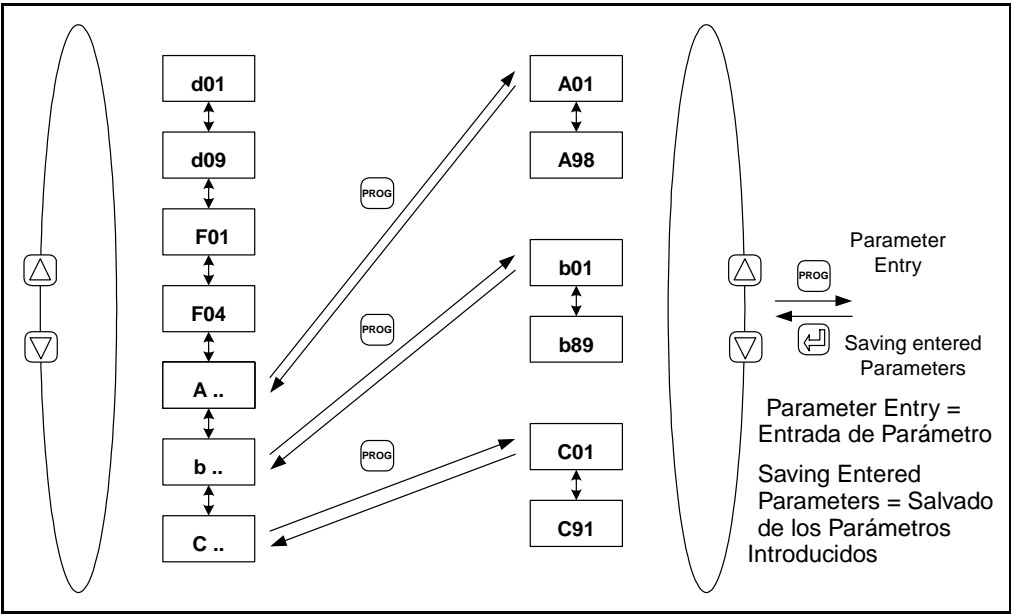 d01
d09
F01
F04
A ..
b ..
C ..
PROG
PROG
PROG
A01
A98
b01
b89
C01
C91
Parameter
Entry
PROG
Saving entered
Parameters
Parameter Entry =
Entrada de Parámetro
Saving Entered
Parameters = Salvado
de los Parámetros
Introducidos